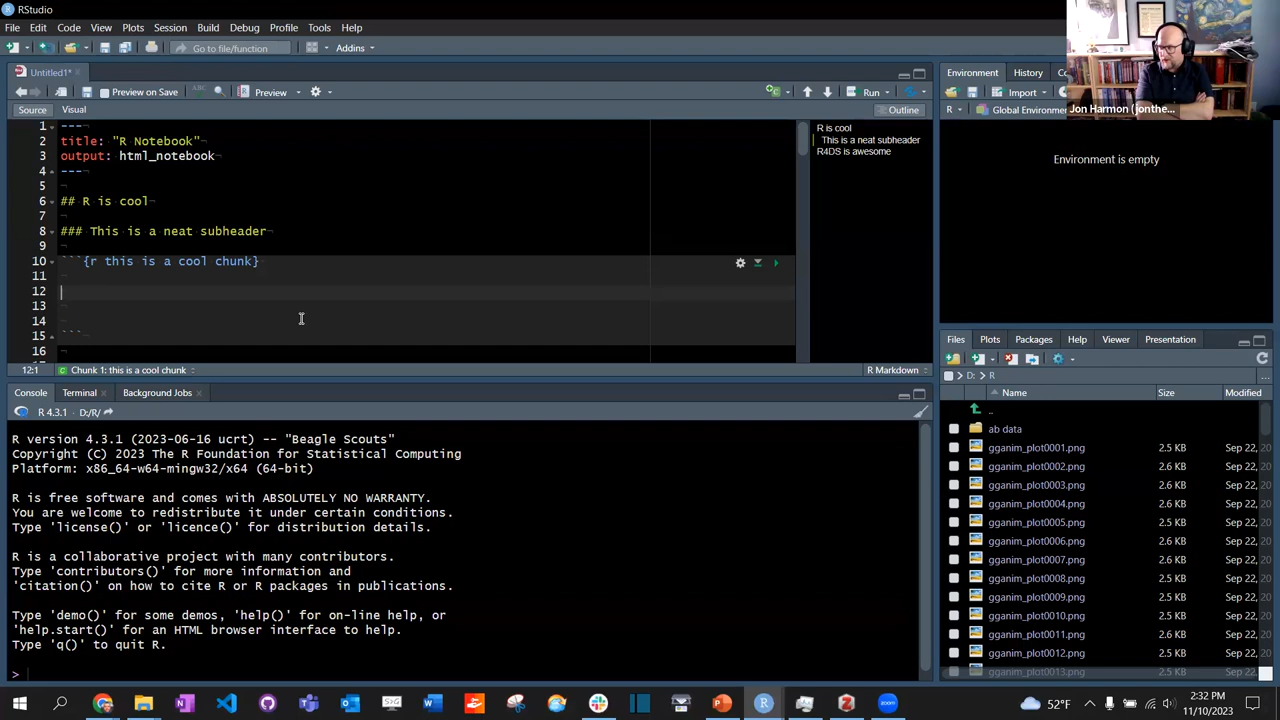 RStudio
File Edit Code View Plots Session Build Debug Profile Tools Help
Go to file/function Addins
Untitled1*
Preview on Save Preview Run
Source Visual Outline
1 ---
2 title: "R Notebook"
3 output: html_notebook
4 ---
5
6 ## R is cool
7
8 ### This is a neat subheader
9
10 ```{r this is a cool chunk}
11
12
13
14
15 ```
16
R is cool
This is a neat subheader
R4DS is awesome
12:1 Chunk 1: this is a cool chunk R Markdown
Console Terminal Background Jobs
R 4.3.1 · D:/R/
R version 4.3.1 (2023-06-16 ucrt) -- "Beagle Scouts"
Copyright (C) 2023 The R Foundation for Statistical Computing
Platform: x86_64-w64-mingw32/x64 (64-bit)
R is free software and comes with ABSOLUTELY NO WARRANTY.
You are welcome to redistribute it under certain conditions.
Type 'license()' or 'licence()' for distribution details.
R is a collaborative project with many contributors.
Type 'contributors()' for more information and
'citation()' on how to cite R or R packages in publications.
Type 'demo()' for some demos, 'help()' for on-line help, or
'help.start()' for an HTML browser interface to help.
Type 'q()' to quit R.
>
Environment History Co
Import
R Global Environme
Jon Harmon (jonthe...
Environment is empty
Files Plots Packages Help Viewer Presentation
D: > R ...
Name Size Modified
..
ab data
gganim_plot0001.png 2.5 KB Sep 22, 20
gganim_plot0002.png 2.6 KB Sep 22, 20
gganim_plot0003.png 2.6 KB Sep 22, 20
gganim_plot0004.png 2.5 KB Sep 22, 20
gganim_plot0005.png 2.5 KB Sep 22, 20
gganim_plot0006.png 2.6 KB Sep 22, 20
gganim_plot0007.png 2.6 KB Sep 22, 20
gganim_plot0008.png 2.5 KB Sep 22, 20
gganim_plot0009.png 2.5 KB Sep 22, 20
gganim_plot0010.png 2.5 KB Sep 22, 20
gganim_plot0011.png 2.6 KB Sep 22, 20
gganim_plot0012.png 2.5 KB Sep 22, 20
gganim_plot0013.png 2.5 KB Sep 22, 20
52°F
2:32 PM
11/10/2023
zoom